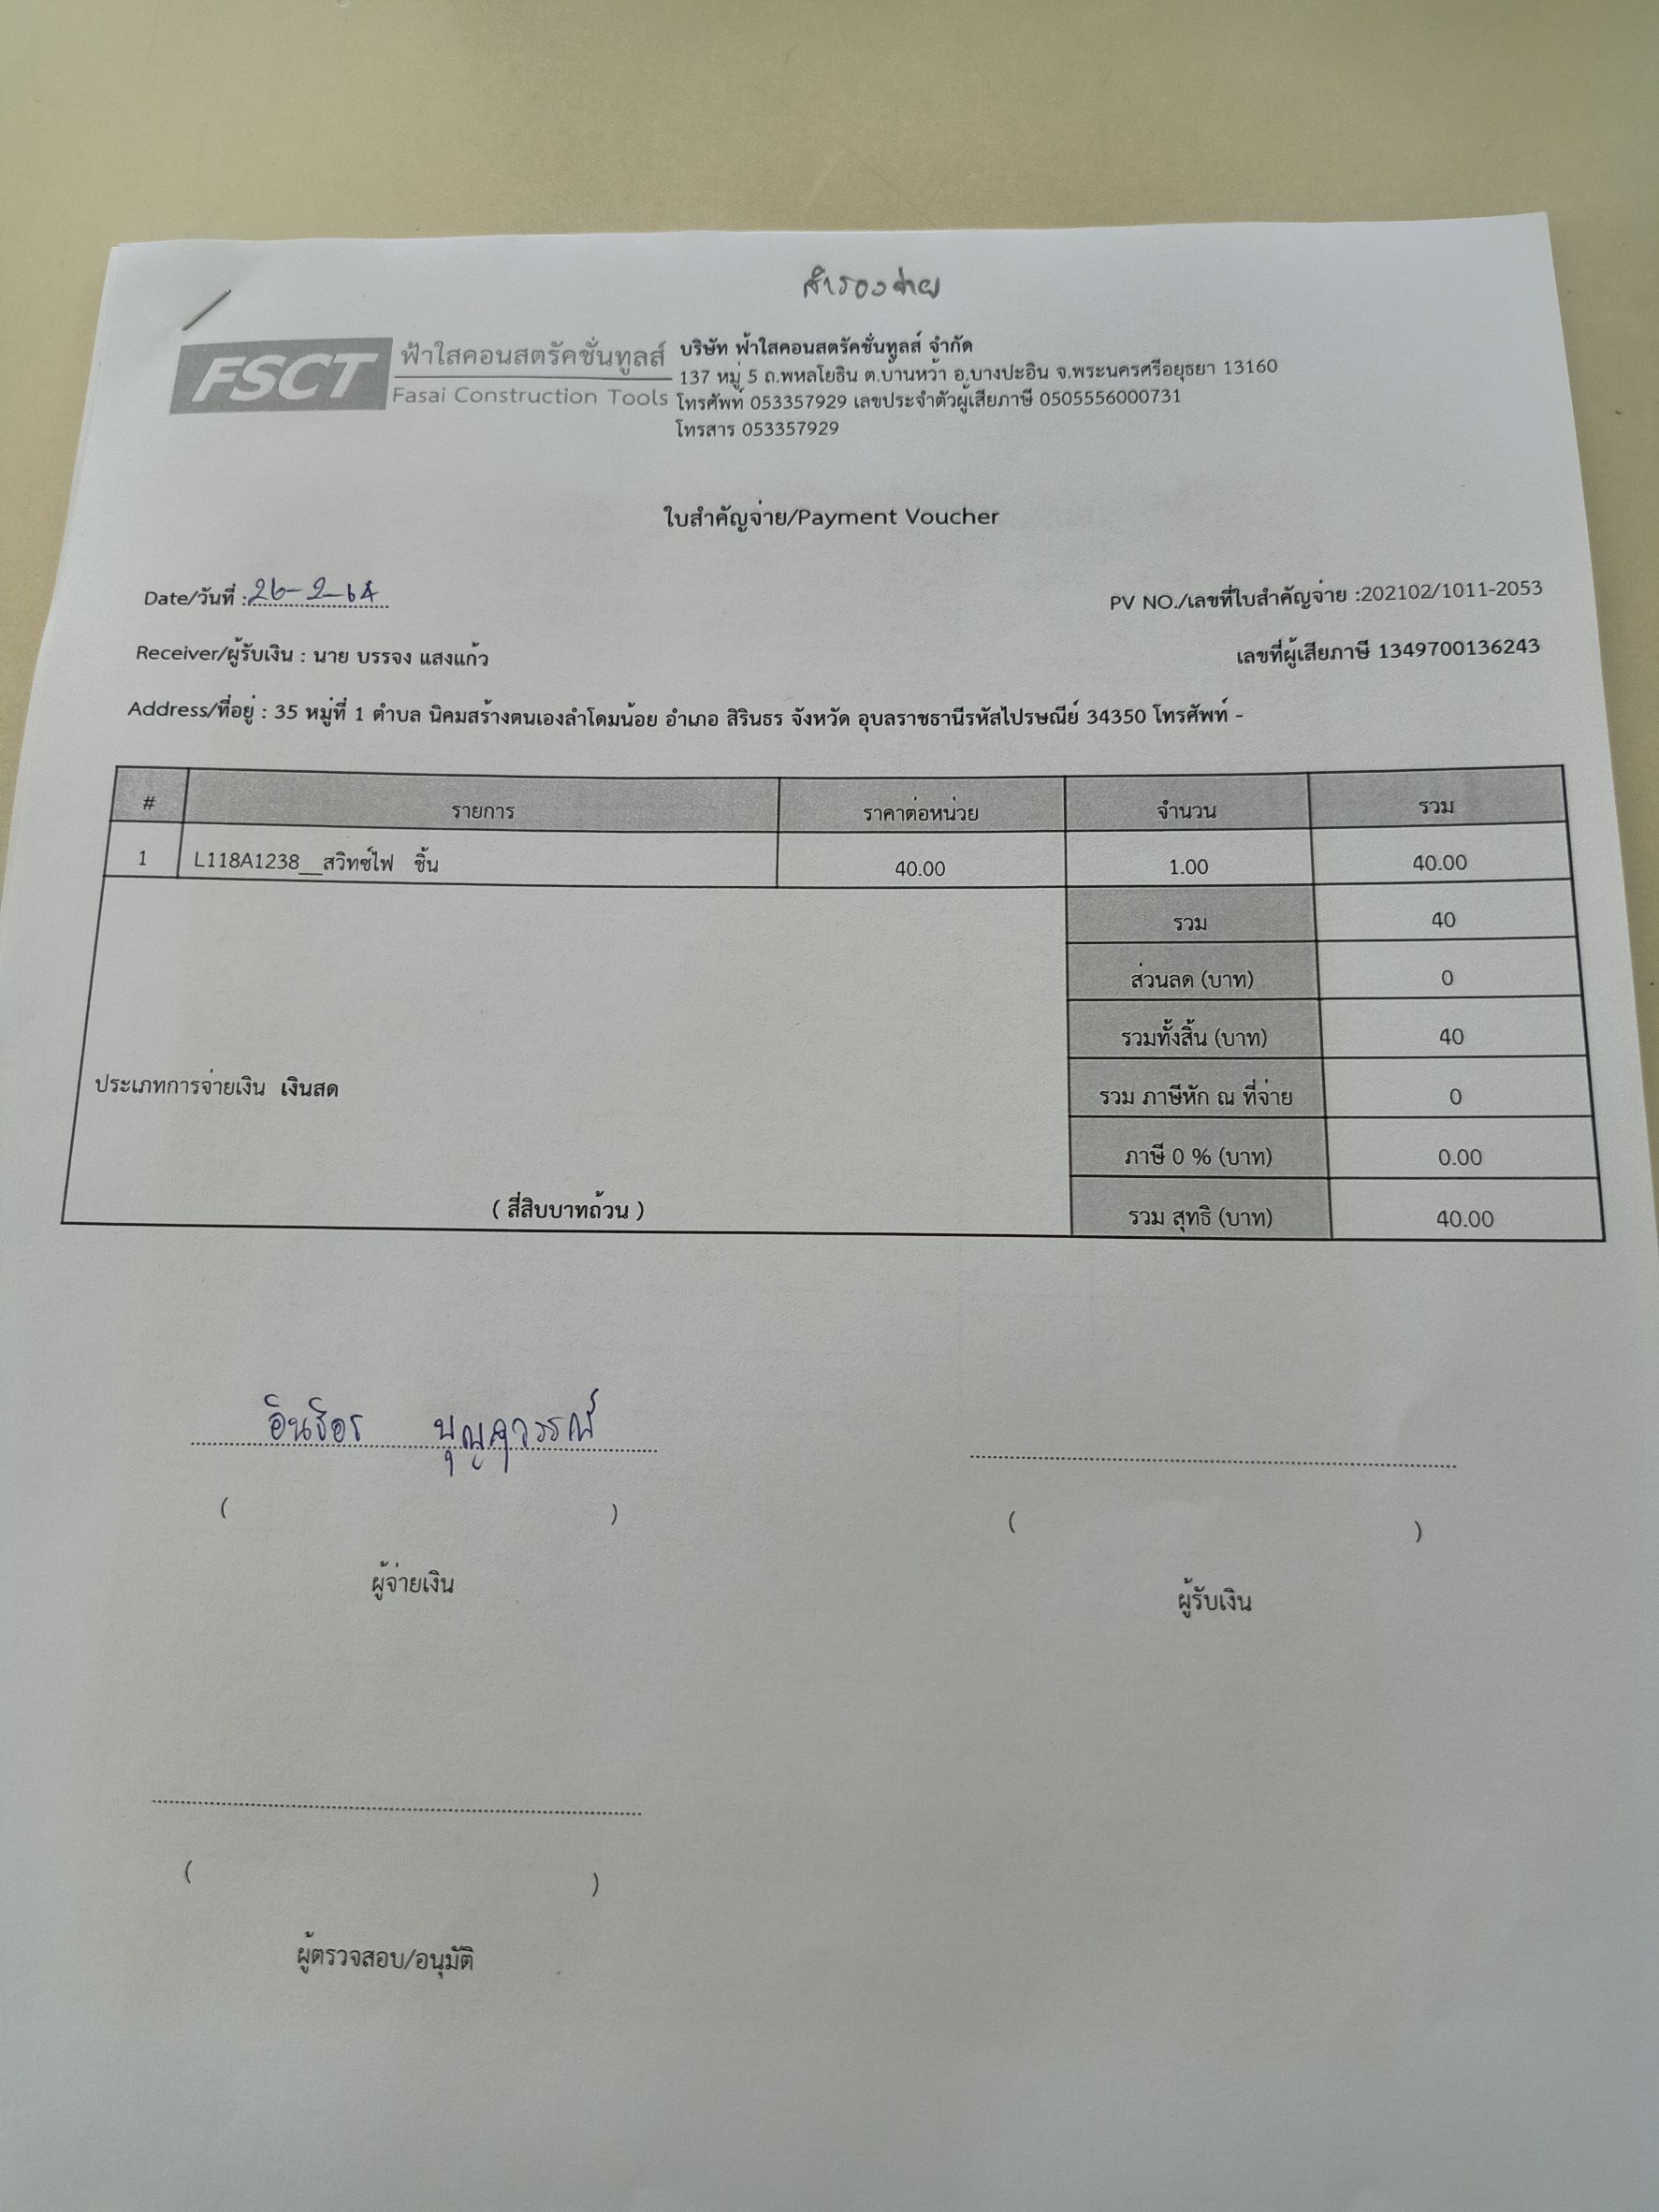 สำรองจ่าย
FSCT ฟ้าใสคอนสตรัคชั่นทูลส์
Fasai Construction Tools
บริษัท ฟ้าใสคอนสตรัคชั่นทูลส์ จำกัด
137 หมู่ 5 ถ.พหลโยธิน ต.บ้านหว้า อ.บางปะอิน จ.พระนครศรีอยุธยา 13160
โทรศัพท์ 053357929 เลขประจำตัวผู้เสียภาษี 0505556000731
โทรสาร 053357929
ใบสำคัญจ่าย/Payment Voucher
Date/วันที่ : 26-2-64
PV NO./เลขที่ใบสำคัญจ่าย :202102/1011-2053
Receiver/ผู้รับเงิน : นาย บรรจง แสงแก้ว
เลขที่ผู้เสียภาษี 1349700136243
Address/ที่อยู่ : 35 หมู่ที่ 1 ตำบล นิคมสร้างตนเองลำโดมน้อย อำเภอ สิรินธร จังหวัด อุบลราชธานีรหัสไปรษณีย์ 34350 โทรศัพท์ -
# รายการ ราคาต่อหน่วย จำนวน รวม
1 L118A1238__สวิทซ์ไฟ ชิ้น 40.00 1.00 40.00
รวม 40
ส่วนลด (บาท) 0
รวมทั้งสิ้น (บาท) 40
ประเภทการจ่ายเงิน เงินสด
รวม ภาษีหัก ณ ที่จ่าย 0
ภาษี 0 % (บาท) 0.00
( สี่สิบบาทถ้วน )
รวม สุทธิ (บาท) 40.00
( )
( )
ผู้จ่ายเงิน
ผู้รับเงิน
( )
ผู้ตรวจสอบ/อนุมัติ